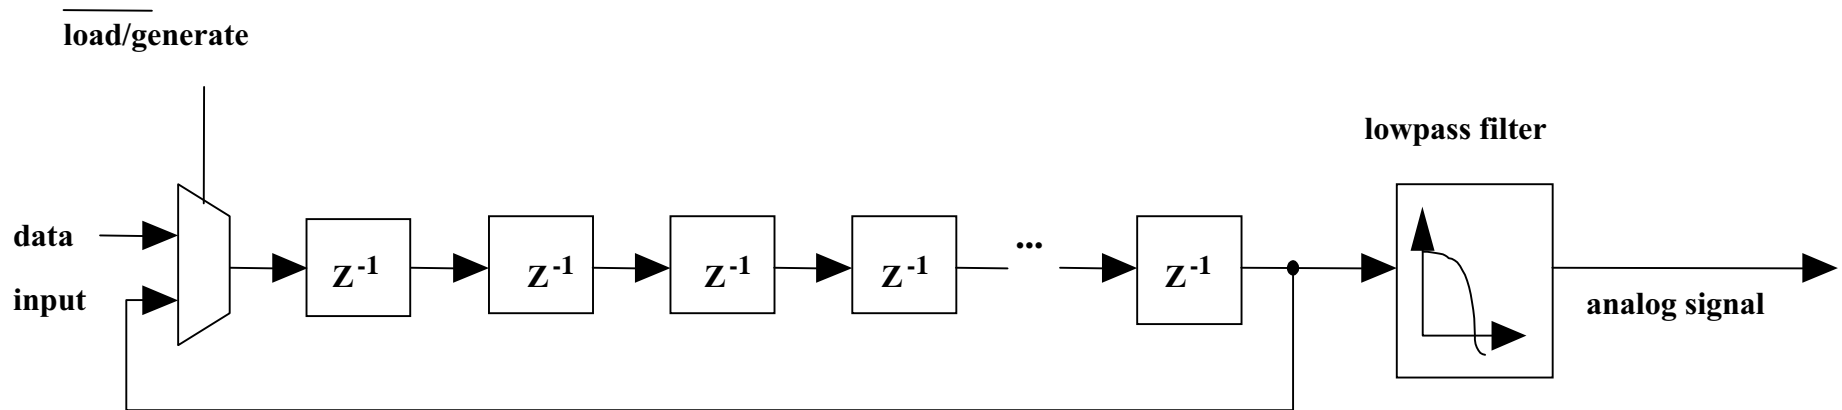 load/generate
lowpass filter
data
input
Z⁻¹
Z⁻¹
Z⁻¹
Z⁻¹
...
Z⁻¹
analog signal